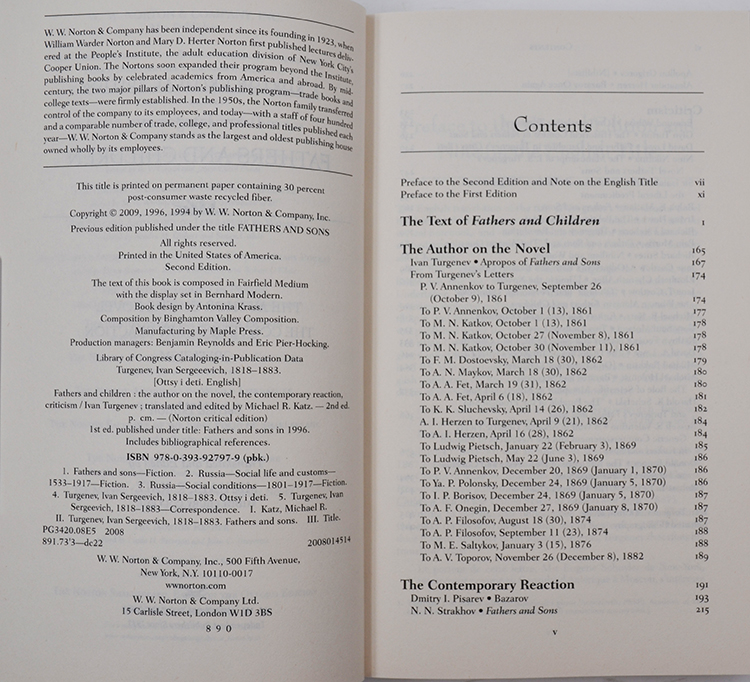 W. W. Norton & Company has been independent since its founding in 1923, when
William Warder Norton and Mary D. Herter Norton first published lectures deliv-
ered at the People's Institute, the adult education division of New York City's
Cooper Union. The Nortons soon expanded their program beyond the Institute,
publishing books by celebrated academics from America and abroad. By mid-
century, the two major pillars of Norton's publishing program—trade books and
college texts—were firmly established. In the 1950s, the Norton family transferred
control of the company to its employees, and today—with a staff of four hundred
and a comparable number of trade, college, and professional titles published each
year—W. W. Norton & Company stands as the largest and oldest publishing house
owned wholly by its employees.
This title is printed on permanent paper containing 30 percent
post-consumer waste recycled fiber.
Copyright © 2009, 1996, 1994 by W. W. Norton & Company, Inc.
Previous edition published under the title FATHERS AND SONS
All rights reserved.
Printed in the United States of America.
Second Edition.
The text of this book is composed in Fairfield Medium
with the display set in Bernhard Modern.
Book design by Antonina Krass.
Composition by Binghamton Valley Composition.
Manufacturing by Maple Press.
Production managers: Benjamin Reynolds and Eric Pier-Hocking.
Library of Congress Cataloging-in-Publication Data
Turgenev, Ivan Sergeevich, 1818–1883.
[Ottsy i deti. English]
Fathers and children : the author on the novel, the contemporary reaction,
criticism / Ivan Turgenev ; translated and edited by Michael R. Katz. — 2nd ed.
p. cm. — (Norton critical edition)
1st ed. published under title: Fathers and sons in 1996.
Includes bibliographical references.
ISBN 978-0-393-92797-9 (pbk.)
1. Fathers and sons—Fiction. 2. Russia—Social life and customs—
1533–1917—Fiction. 3. Russia—Social conditions—1801–1917—Fiction.
4. Turgenev, Ivan Sergeevich, 1818–1883. Ottsy i deti. 5. Turgenev, Ivan
Sergeevich, 1818–1883—Correspondence. I. Katz, Michael R.
II. Turgenev, Ivan Sergeevich, 1818–1883. Fathers and sons. III. Title.
PG3420.O8E5 2008
891.73'3—dc22 2008014514
W. W. Norton & Company, Inc., 500 Fifth Avenue,
New York, N.Y. 10110-0017
wwnorton.com
W. W. Norton & Company Ltd.
15 Carlisle Street, London W1D 3BS
8 9 0
Contents
Preface to the Second Edition and Note on the English Title vii
Preface to the First Edition xi
The Text of Fathers and Children 1
The Author on the Novel 165
Ivan Turgenev • Apropos of Fathers and Sons 167
From Turgenev's Letters 174
P. V. Annenkov to Turgenev, September 26
(October 9), 1861 174
To P. V. Annenkov, October 1 (13), 1861 177
To M. N. Katkov, October 1 (13), 1861 178
To M. N. Katkov, October 27 (November 8), 1861 178
To M. N. Katkov, October 30 (November 11), 1861 178
To F. M. Dostoevsky, March 18 (30), 1862 179
To A. N. Maykov, March 18 (30), 1862 180
To A. A. Fet, March 19 (31), 1862 180
To A. A. Fet, April 6 (18), 1862 181
To K. K. Sluchevsky, April 14 (26), 1862 182
A. I. Herzen to Turgenev, April 9 (21), 1862 184
To A. I. Herzen, April 16 (28), 1862 184
To Ludwig Pietsch, January 22 (February 3), 1869 185
To Ludwig Pietsch, May 22 (June 3), 1869 186
To P. V. Annenkov, December 20, 1869 (January 1, 1870) 186
To Ya. P. Polonsky, December 24, 1869 (January 5, 1870) 186
To I. P. Borisov, December 24, 1869 (January 5, 1870) 187
To A. F. Onegin, December 27, 1869 (January 8, 1870) 187
To A. P. Filosofov, August 18 (30), 1874 187
To A. P. Filosofov, September 11 (23), 1874 188
To M. E. Saltykov, January 3 (15), 1876 188
To A. V. Toporov, November 26 (December 8), 1882 189
The Contemporary Reaction 191
Dmitry I. Pisarev • Bazarov 193
N. N. Strakhov • Fathers and Sons 215
v